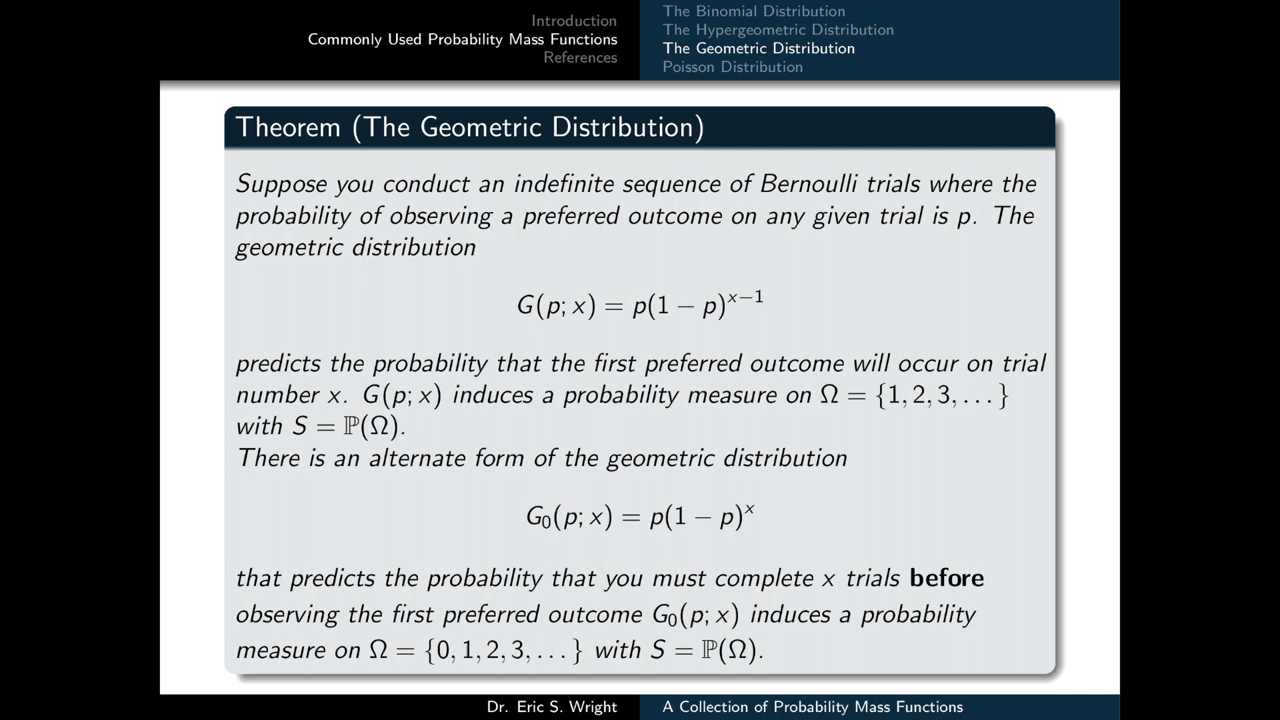 Introduction
Commonly Used Probability Mass Functions
References
The Binomial Distribution
The Hypergeometric Distribution
The Geometric Distribution
Poisson Distribution
Theorem (The Geometric Distribution)
Suppose you conduct an indefinite sequence of Bernoulli trials where the
probability of observing a preferred outcome on any given trial is p. The
geometric distribution
G(p; x) = p(1 − p)^{x−1}
predicts the probability that the first preferred outcome will occur on trial
number x. G(p; x) induces a probability measure on Ω = {1, 2, 3, . . . }
with S = ℙ(Ω).
There is an alternate form of the geometric distribution
G₀(p; x) = p(1 − p)^x
that predicts the probability that you must complete x trials before
observing the first preferred outcome G₀(p; x) induces a probability
measure on Ω = {0, 1, 2, 3, . . . } with S = ℙ(Ω).
Dr. Eric S. Wright
A Collection of Probability Mass Functions